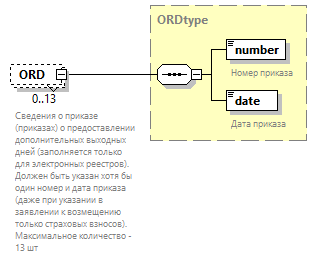 ORDtype
number
Номер приказа
ORD
date
0..13
Дата приказа
Сведения о приказе
(приказах) о предоставлении
дополнительных выходных
дней (заполняется только
для электронных реестров).
Должен быть указан хотя бы
один номер и дата приказа
(даже при указании в
заявлении к возмещению
только страховых взносов).
Максимальное количество -
13 шт